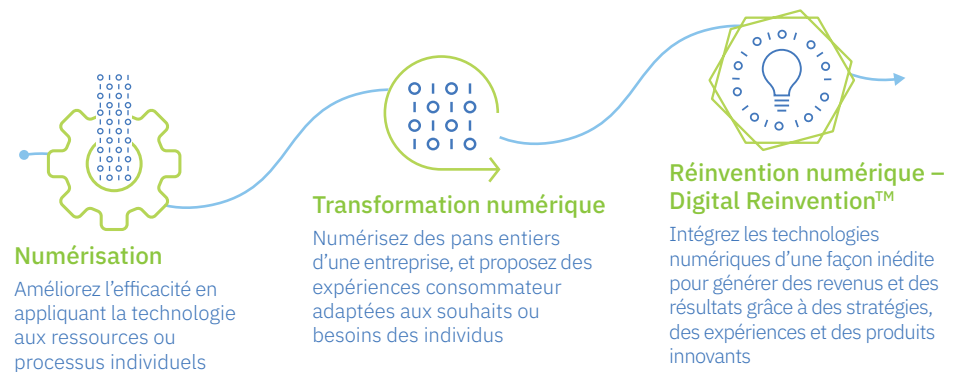 Numérisation
Améliorez l’efficacité en
appliquant la technologie
aux ressources ou
processus individuels
Transformation numérique
Numérisez des pans entiers
d’une entreprise, et proposez des
expériences consommateur
adaptées aux souhaits ou
besoins des individus
Réinvention numérique –
Digital Reinvention™
Intégrez les technologies
numériques d’une façon inédite
pour générer des revenus et des
résultats grâce à des stratégies,
des expériences et des produits
innovants